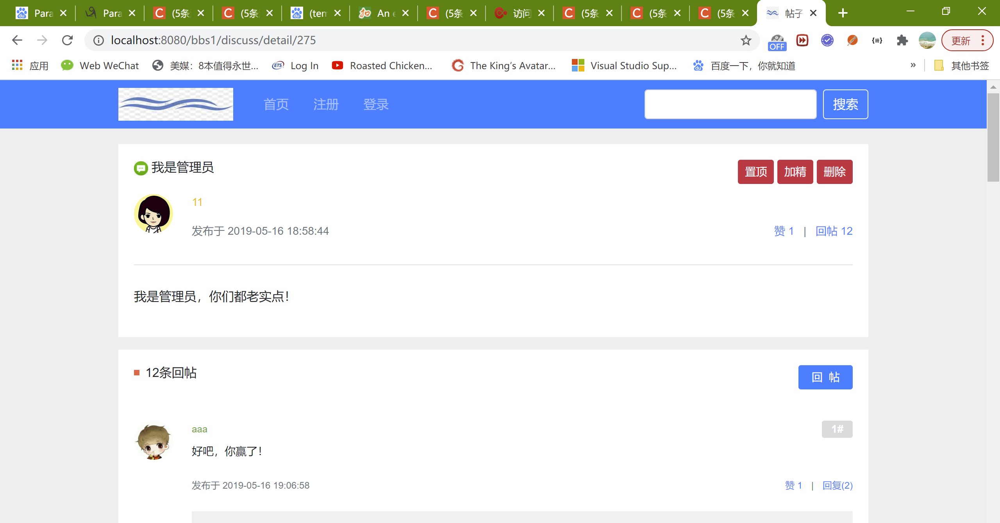 Para
Para
(5条
(5条
(tem
An e
(5条
访问
(5条
(5条
(5条
帖子
localhost:8080/bbs1/discuss/detail/275
OFF
更新
应用
Web WeChat
美媒：8本值得永世...
ETS
Log In
Roasted Chicken...
The King's Avatar...
Visual Studio Sup...
百度一下，你就知道
»
其他书签
首页
注册
登录
搜索
我是管理员
置顶
加精
删除
11
发布于 2019-05-16 18:58:44
赞 1 | 回帖 12
我是管理员，你们都老实点！
12条回帖
回 帖
aaa
1#
好吧，你赢了！
发布于 2019-05-16 19:06:58
赞 1 | 回复(2)